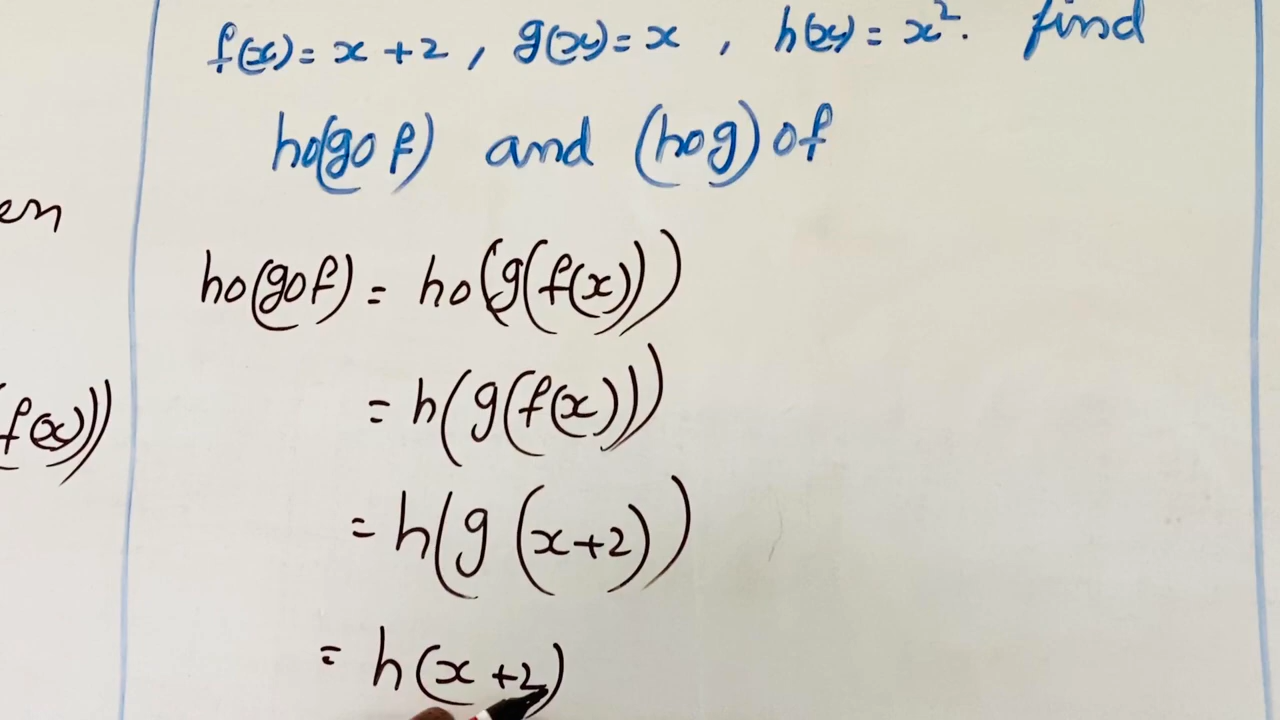 f(x) = x + 2 , g(x) = x , h(x) = x². find
ho(gof) and (hog) of
en
ho(gof) = ho(g(f(x)))
f(x)))
= h(g(f(x)))
= h(g (x+2))
= h(x+2)